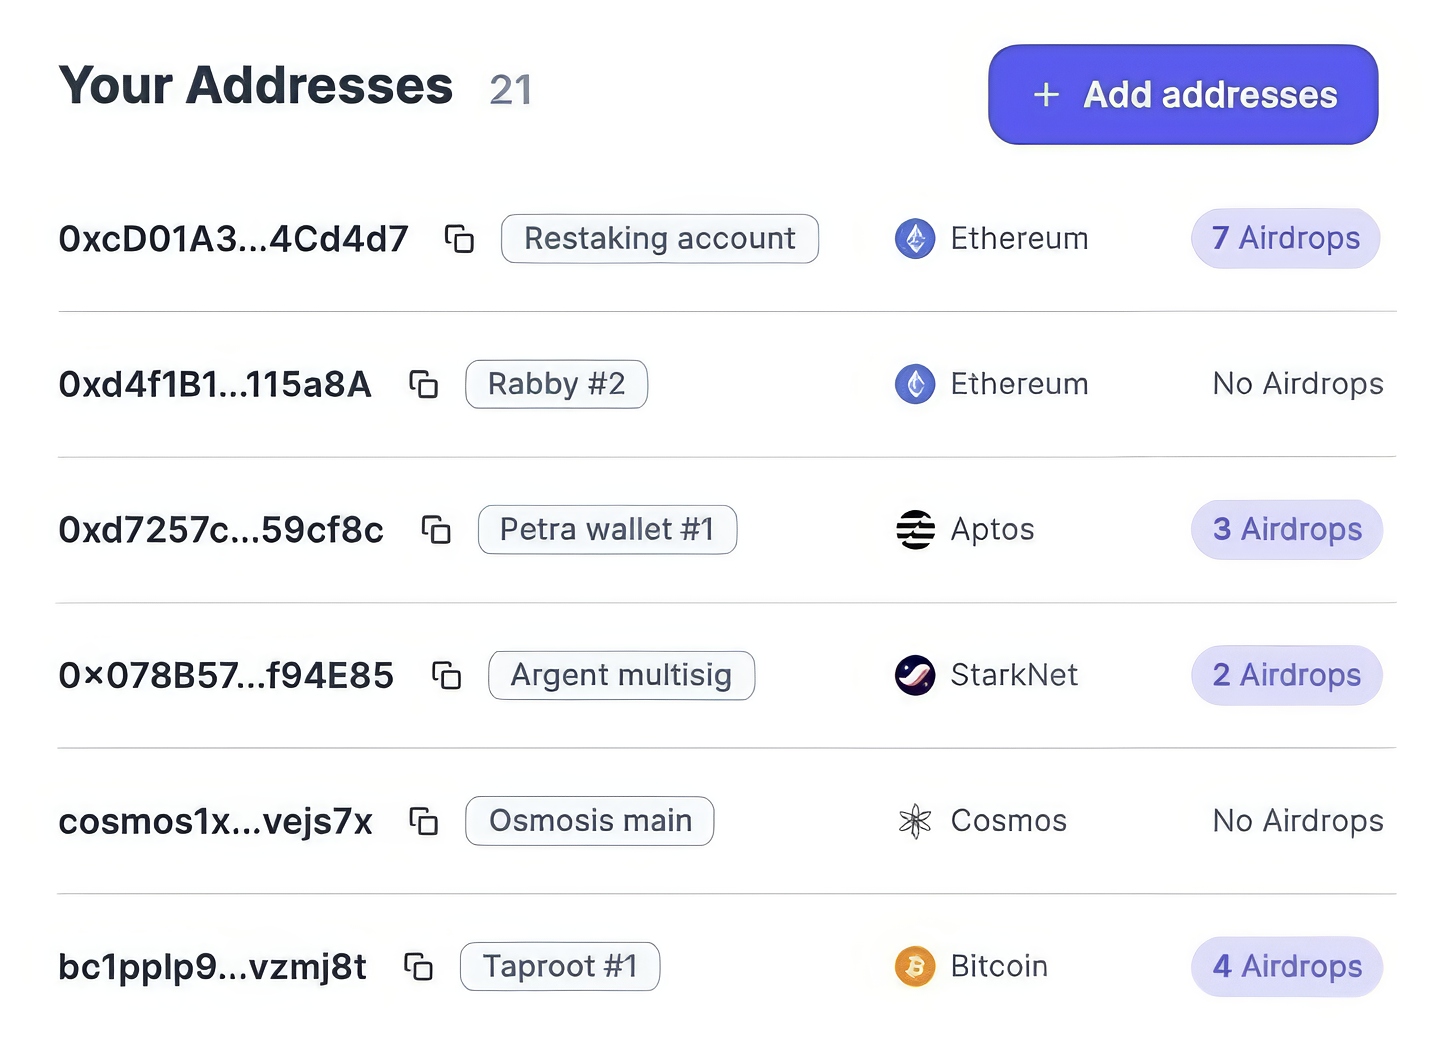 Your Addresses 21
+ Add addresses
0xcD01A3...4Cd4d7 Restaking account Ethereum 7 Airdrops
0xd4f1B1...115a8A Rabby #2 Ethereum No Airdrops
0xd7257c...59cf8c Petra wallet #1 Aptos 3 Airdrops
0×078B57...f94E85 Argent multisig StarkNet 2 Airdrops
cosmos1x...vejs7x Osmosis main Cosmos No Airdrops
bc1pplp9...vzmj8t Taproot #1 Bitcoin 4 Airdrops